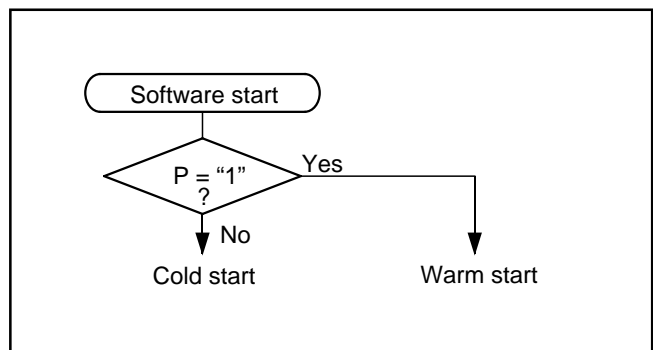 Software start
P = “1”
?
Yes
No
Cold start
Warm start